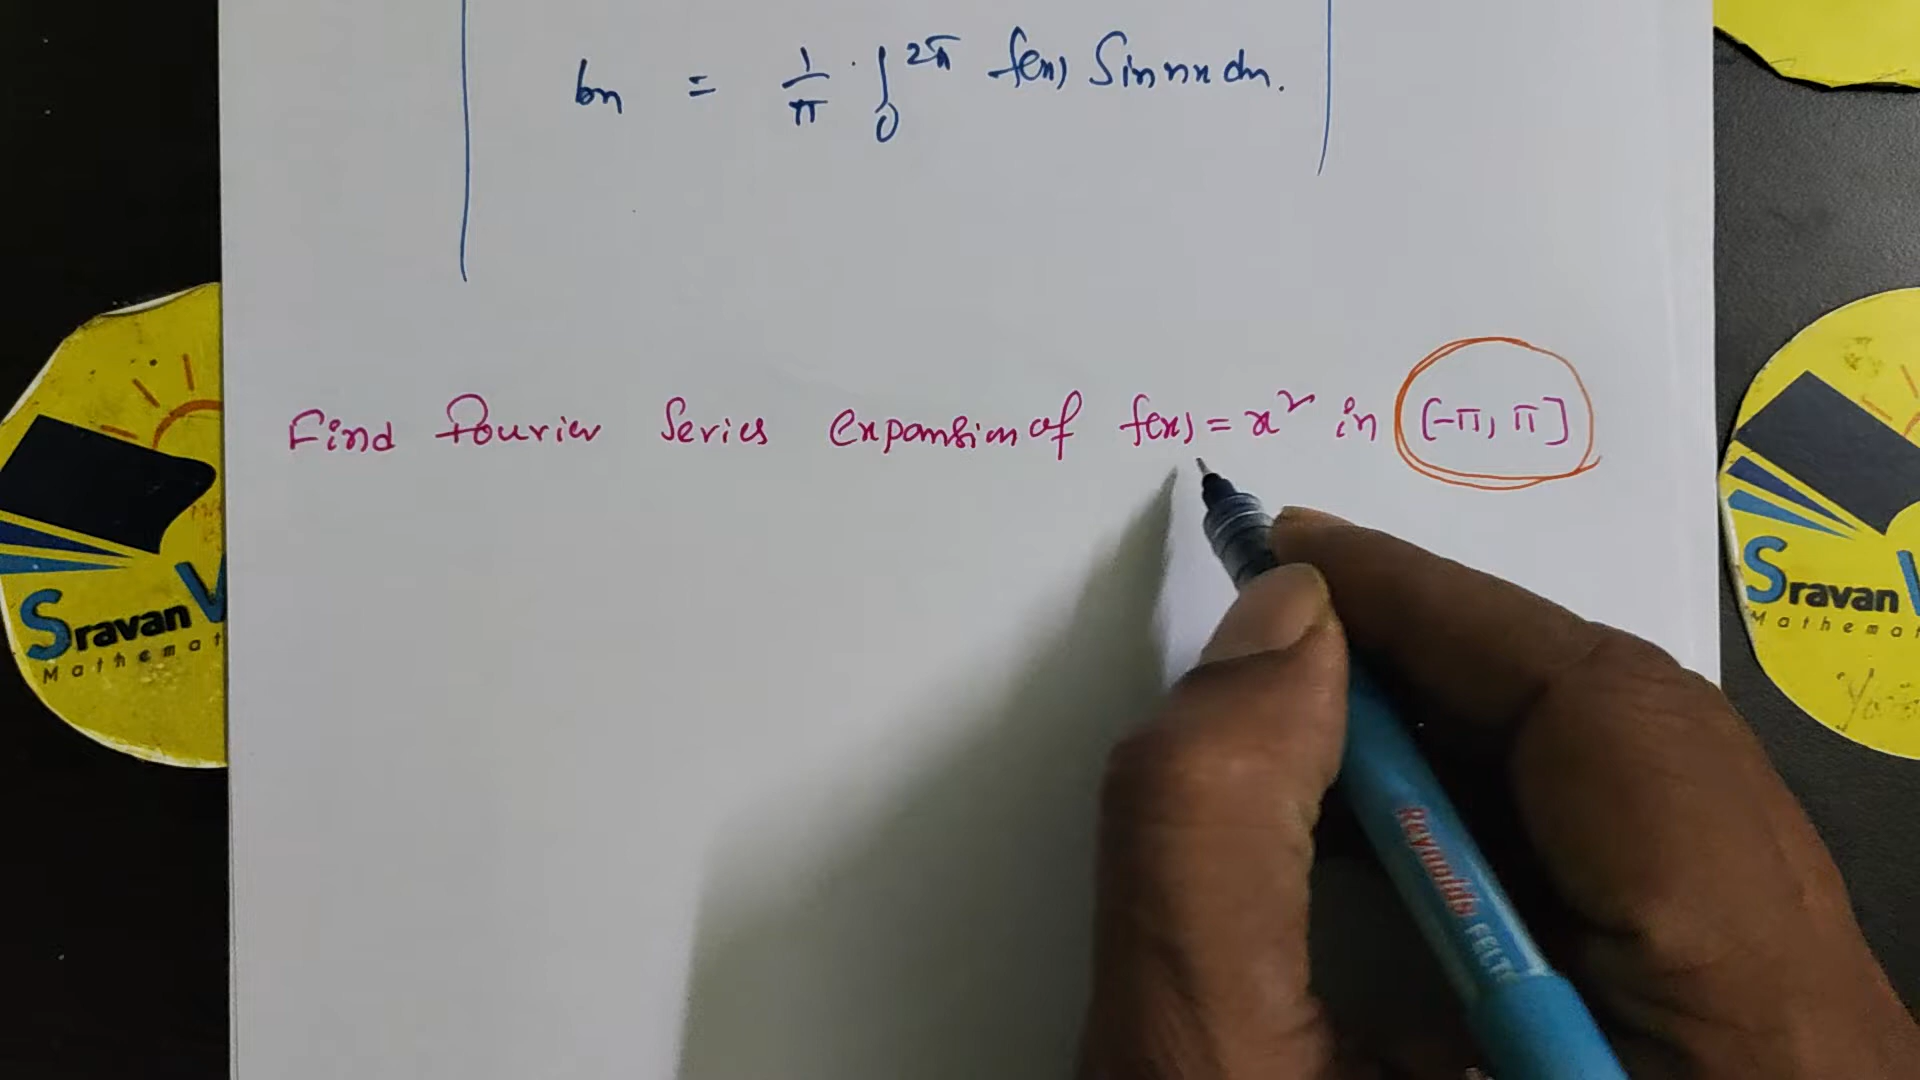 bn = 1/π ∫₀^2π f(x) Sin nx dx.
Find Fourier Series expansion of f(x) = x² in [-π, π]
Sravan
Mathemat
Sravan
Mathemat
Reynolds FELT